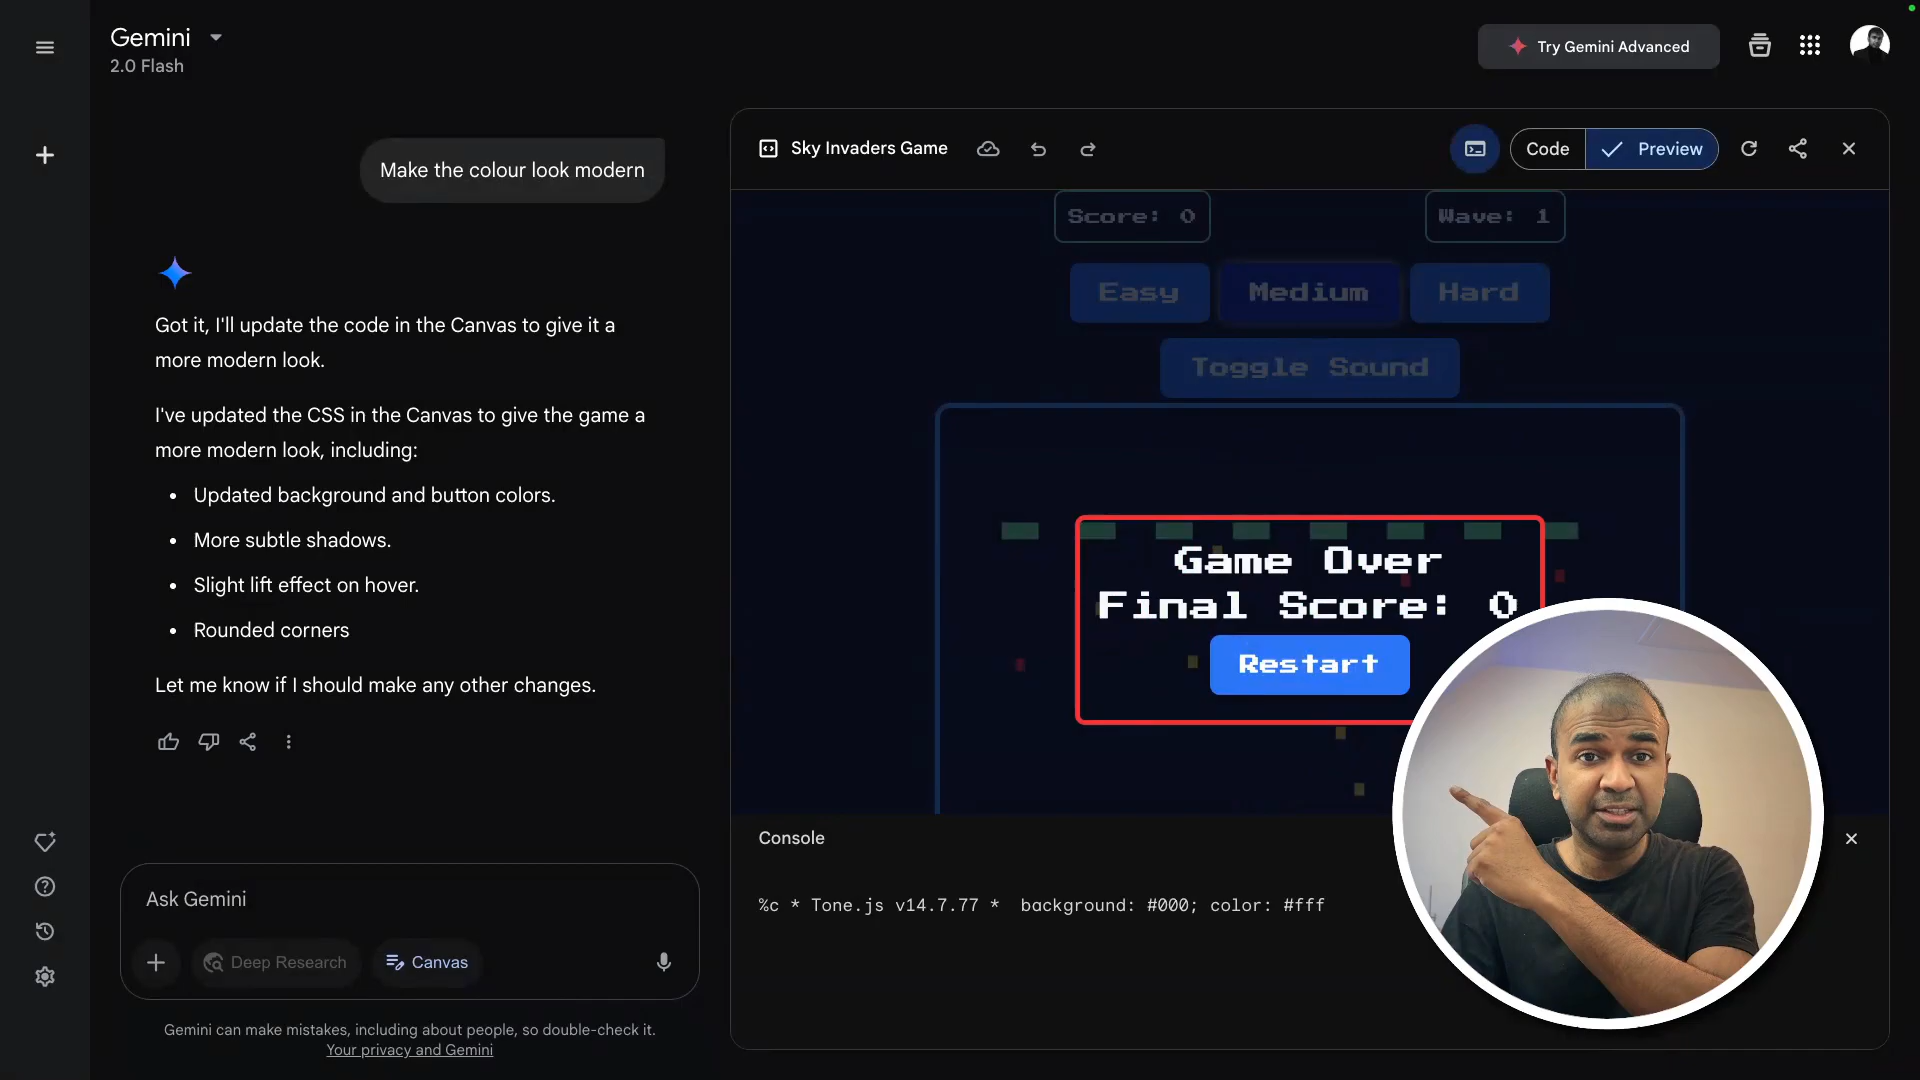 Gemini
2.0 Flash
Try Gemini Advanced
Make the colour look modern
Got it, I'll update the code in the Canvas to give it a
more modern look.
I've updated the CSS in the Canvas to give the game a
more modern look, including:
• Updated background and button colors.
• More subtle shadows.
• Slight lift effect on hover.
• Rounded corners
Let me know if I should make any other changes.
Ask Gemini
Deep Research
Canvas
Gemini can make mistakes, including about people, so double-check it.
Your privacy and Gemini
Sky Invaders Game
Code
Preview
Score: 0
Wave: 1
Easy
Medium
Hard
Toggle Sound
Game Over
Final Score: 0
Restart
Console
%c * Tone.js v14.7.77 *  background: #000; color: #fff